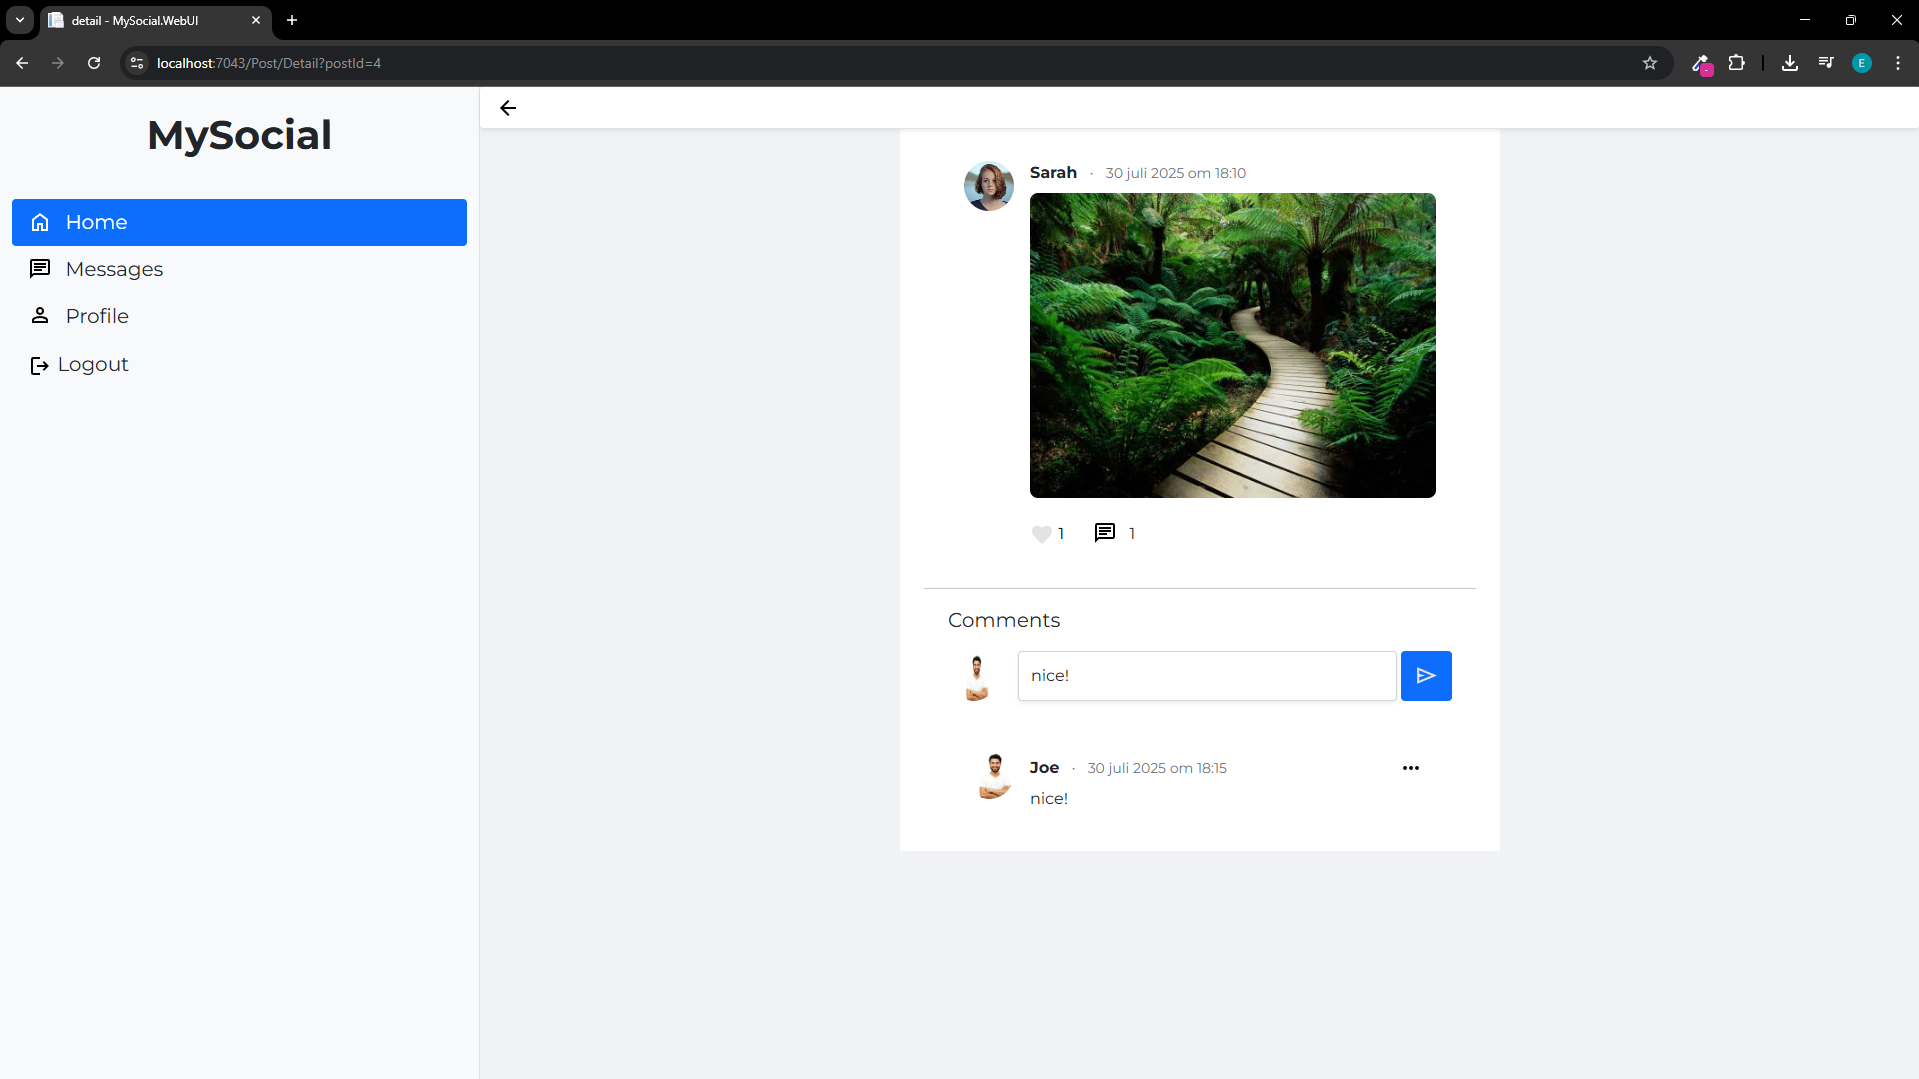 detail - MySocial.WebUI
localhost:7043/Post/Detail?postId=4
E
MySocial
Home
Messages
Profile
Logout
Sarah · 30 juli 2025 om 18:10
1 1
Comments
nice!
Joe · 30 juli 2025 om 18:15
nice!